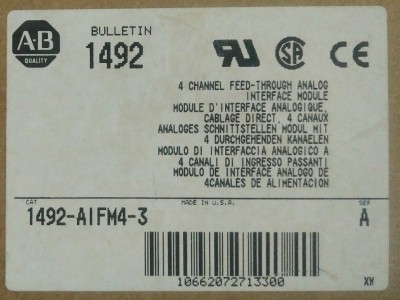 A-B
QUALITY
BULLETIN
1492
4 CHANNEL FEED-THROUGH ANALOG
INTERFACE MODULE
MODULE D'INTERFACE ANALOGIQUE,
CABLAGE DIRECT, 4 CANAUX
ANALOGES SCHNITTSTELLEN MODUL MIT
4 DURCHGEHENDEN KANAELEN
MODULO DI INTERFACCIA ANALOGICO A
4 CANALI DI INGRESSO PASSANTI
MODULO DE INTERFACE ANALOGO DE
4CANALES DE ALIMENTACION
CAT
MADE IN U.S.A.
SER
1492-AIFM4-3
A
10662072713300
XW